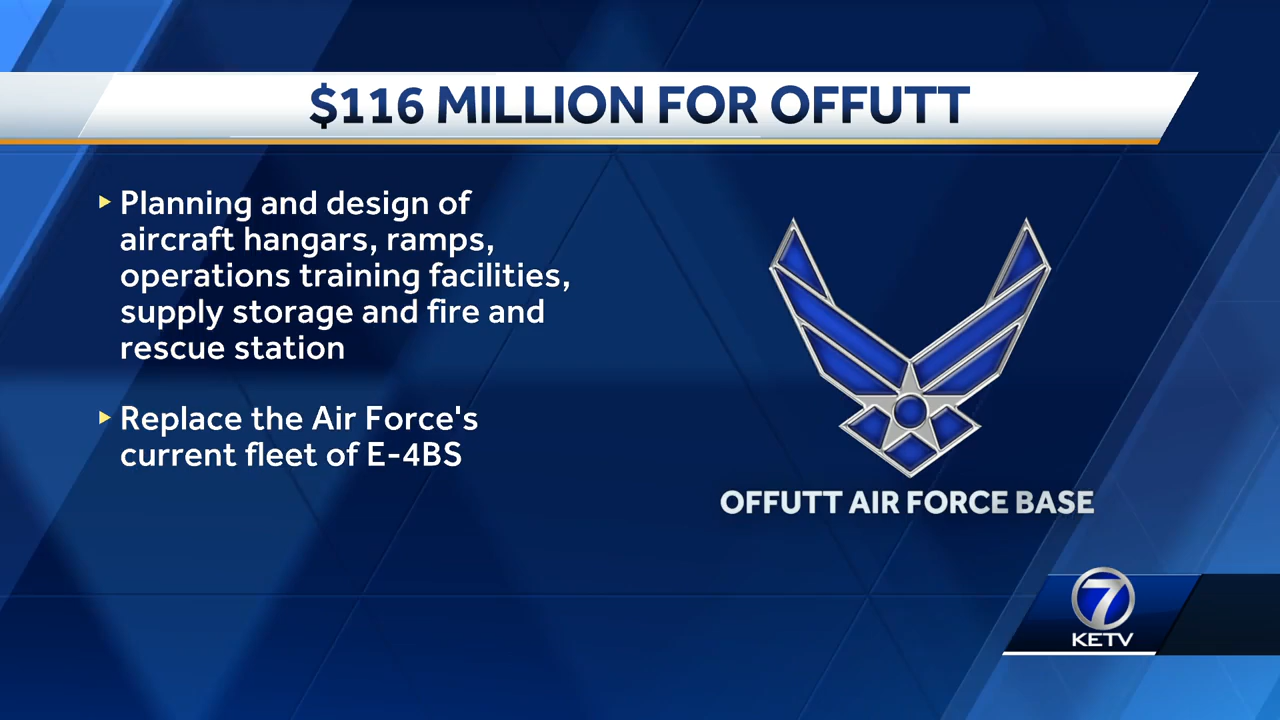 $116 MILLION FOR OFFUTT
Planning and design of
aircraft hangars, ramps,
operations training facilities,
supply storage and fire and
rescue station
Replace the Air Force's
current fleet of E-4BS
OFFUTT AIR FORCE BASE
7
KETV